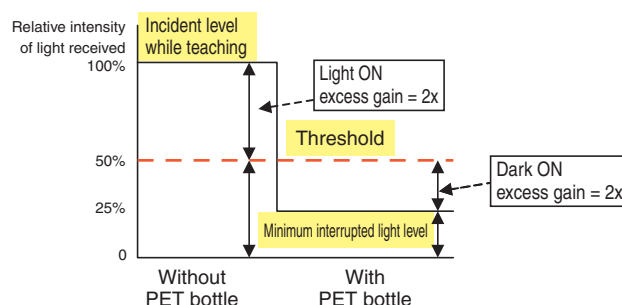 Relative intensity
of light received
Incident level
while teaching
100%
Light ON
excess gain = 2x
Threshold
50%
Dark ON
excess gain = 2x
25%
Minimum interrupted light level
0
Without
PET bottle
With
PET bottle